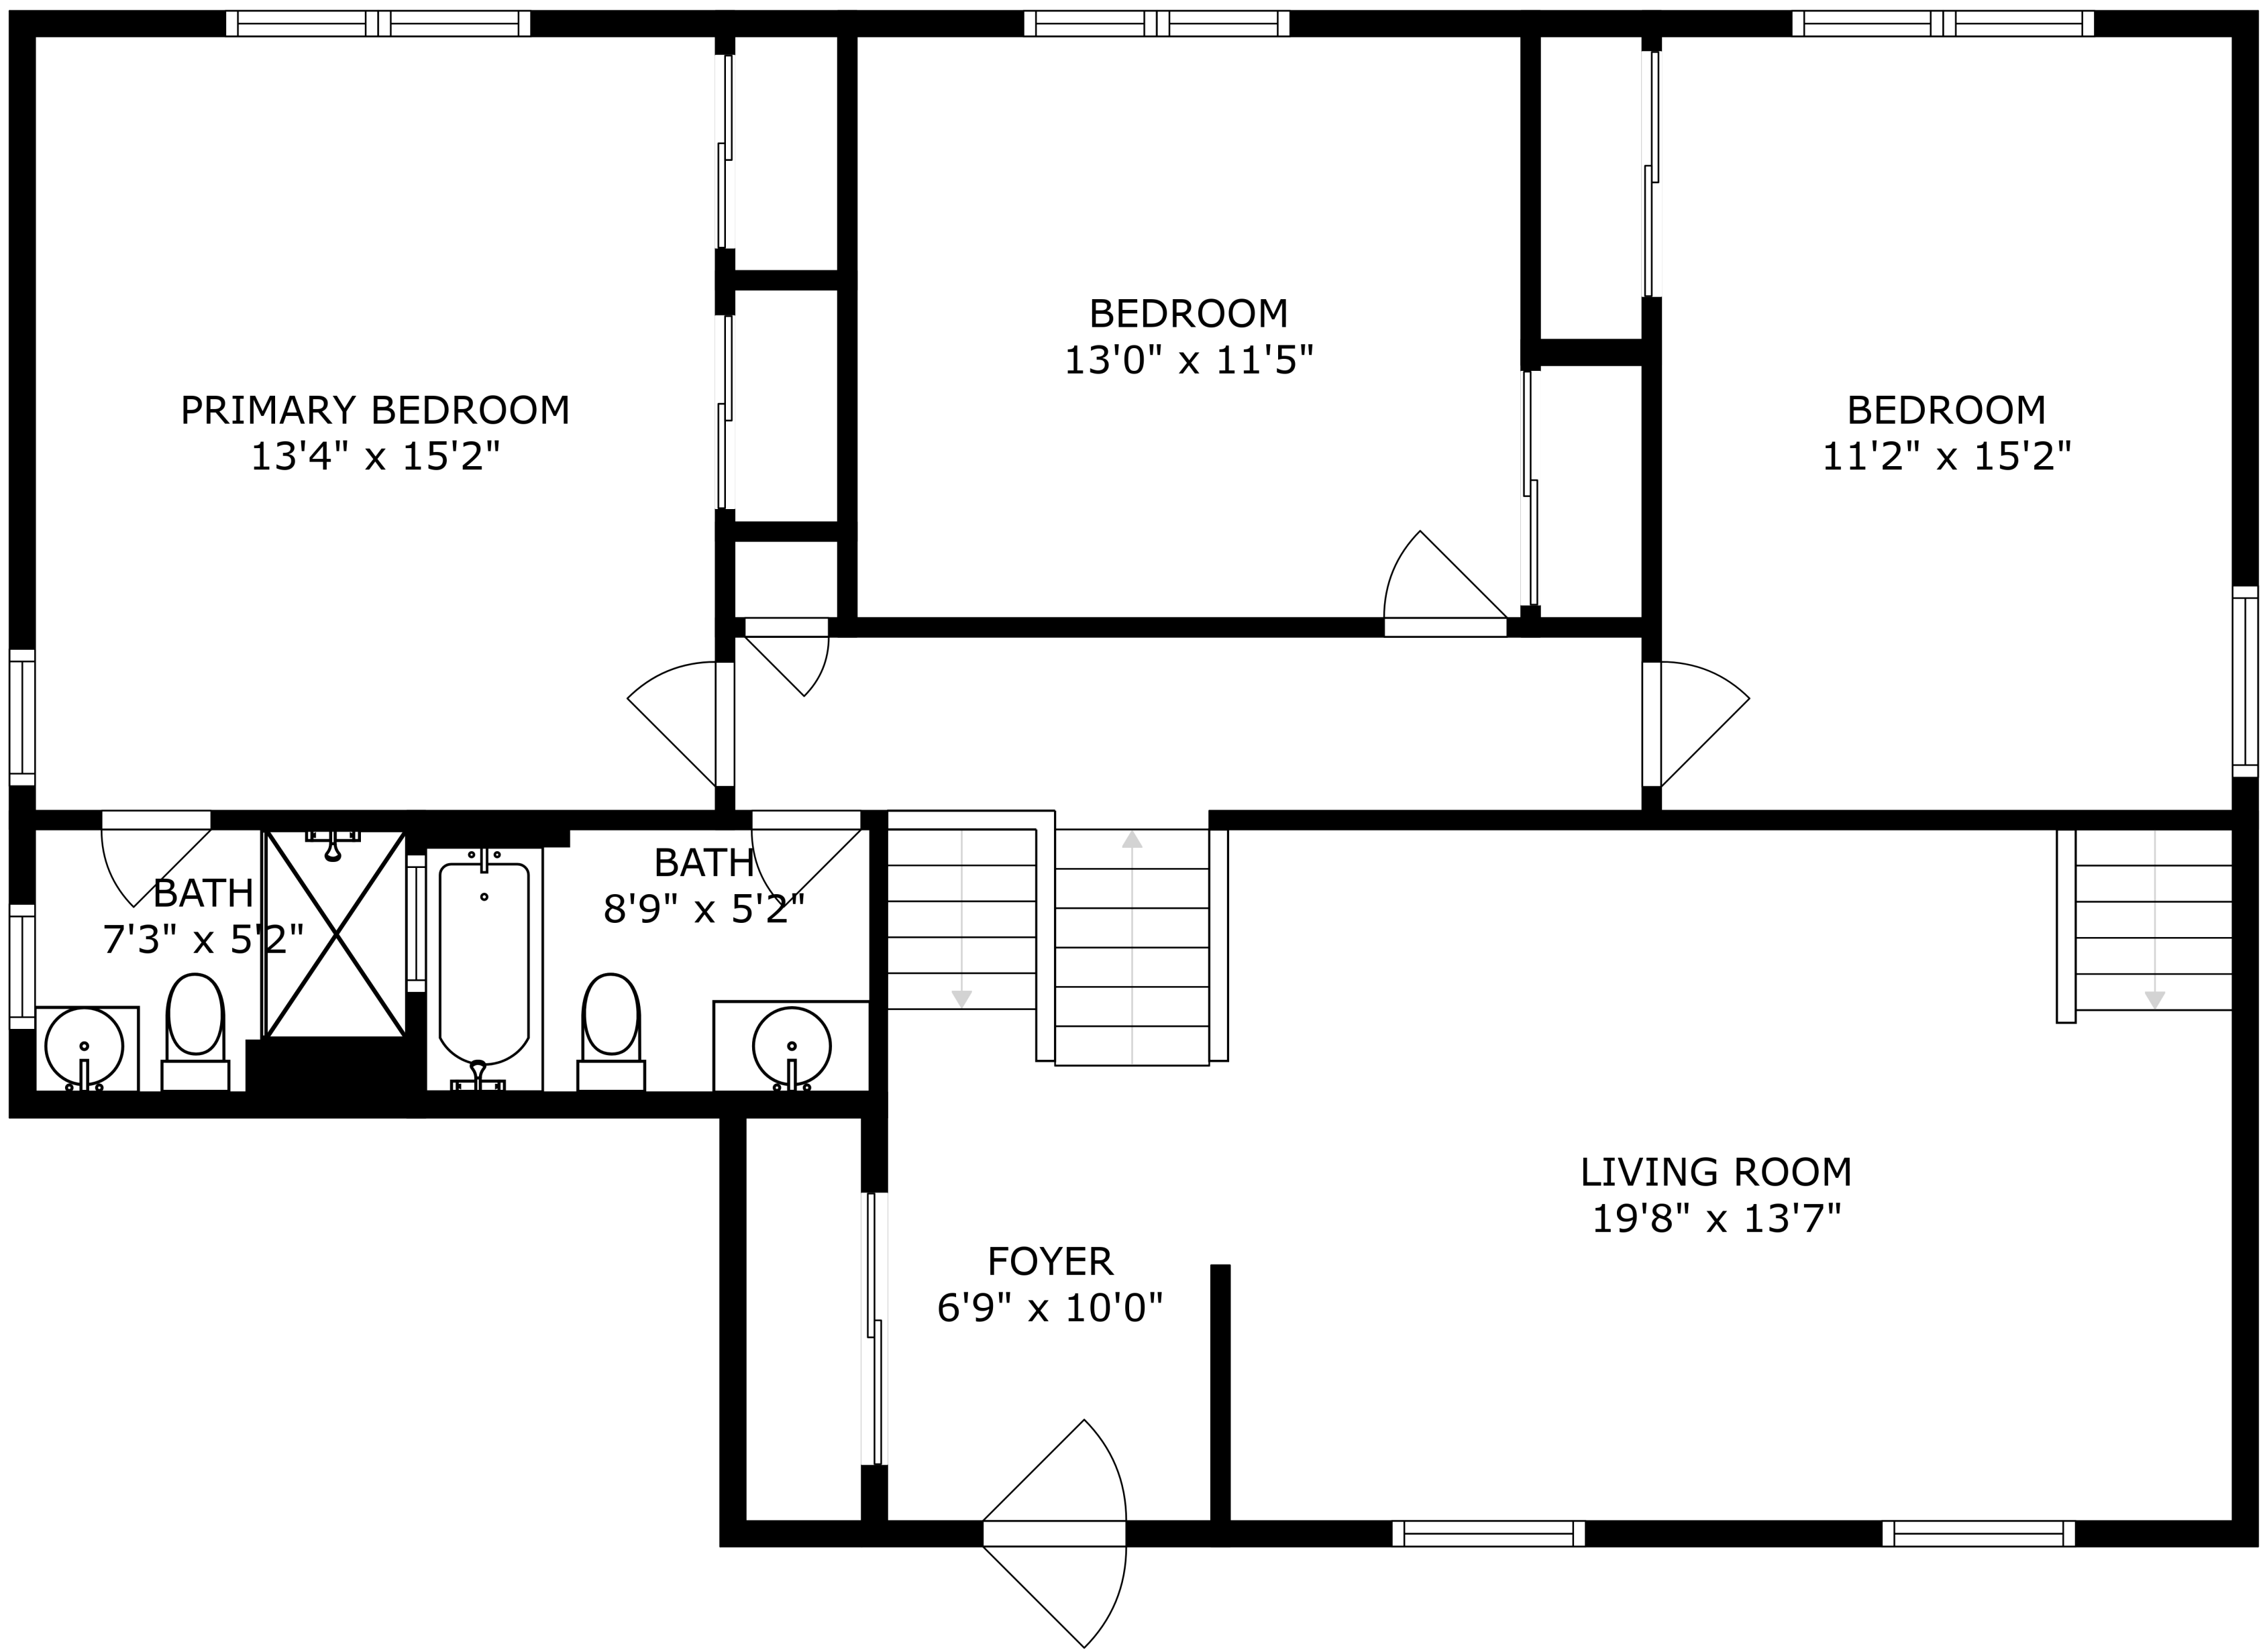 BEDROOM
13'0" x 11'5"
PRIMARY BEDROOM
13'4" x 15'2"
BEDROOM
11'2" x 15'2"
BATH
7'3" x 5'2"
BATH
8'9" x 5'2"
LIVING ROOM
19'8" x 13'7"
FOYER
6'9" x 10'0"